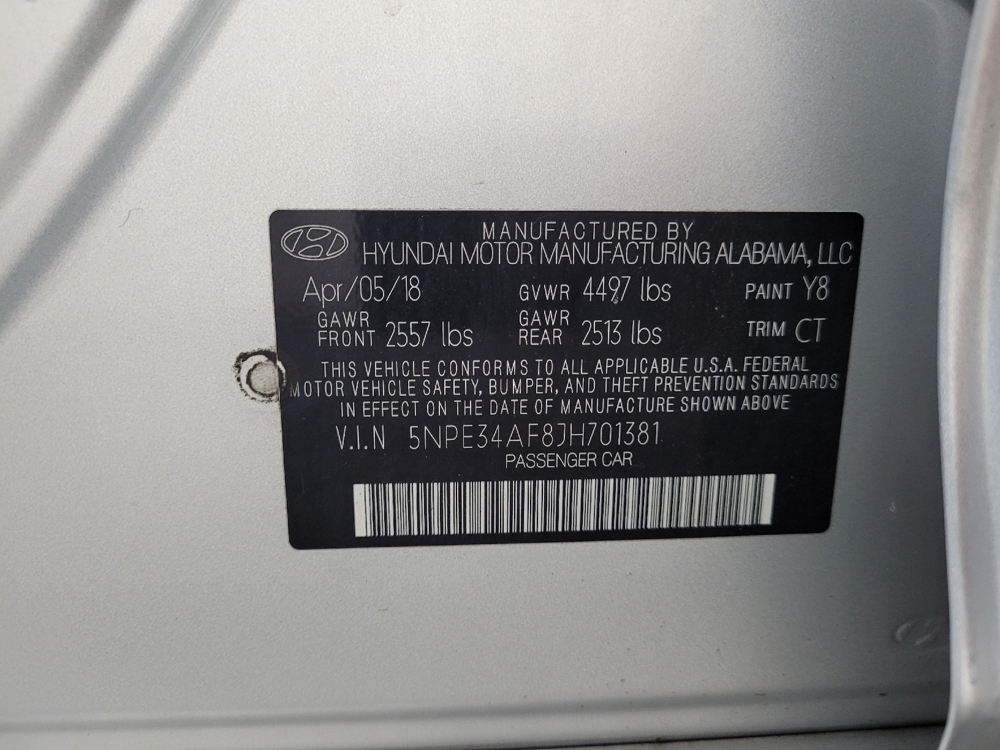 MANUFACTURED BY
HYUNDAI MOTOR MANUFACTURING ALABAMA, LLC
Apr/05/18 GVWR 4497 lbs PAINT Y8
GAWR FRONT 2557 lbs GAWR REAR 2513 lbs TRIM CT
THIS VEHICLE CONFORMS TO ALL APPLICABLE U.S.A. FEDERAL
MOTOR VEHICLE SAFETY, BUMPER, AND THEFT PREVENTION STANDARDS
IN EFFECT ON THE DATE OF MANUFACTURE SHOWN ABOVE
V.I.N 5NPE34AF8JH701381
PASSENGER CAR